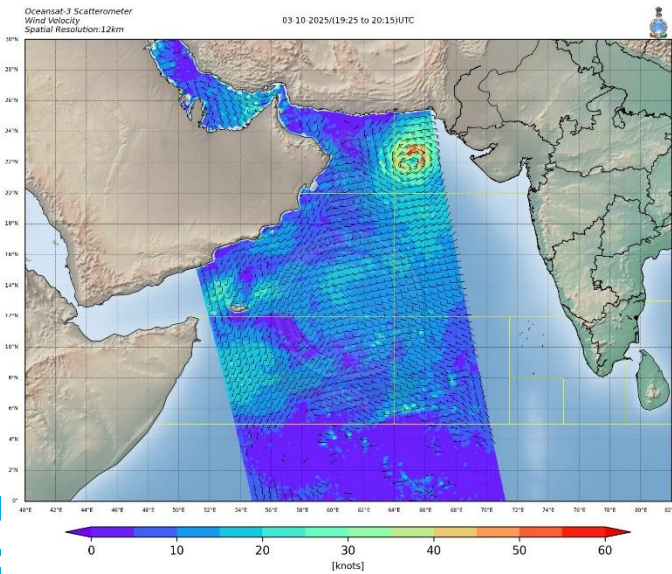 Oceansat-3 Scatterometer
Wind Velocity
Spatial Resolution:12km
03-10-2025/(19:25 to 20:15)UTC
30°N
28°N
26°N
24°N
22°N
20°N
18°N
16°N
14°N
12°N
10°N
8°N
6°N
4°N
2°N
0°
40°E 42°E 44°E 46°E 48°E 50°E 52°E 54°E 56°E 58°E 60°E 62°E 64°E 66°E 68°E 70°E 72°E 74°E 76°E 78°E 80°E
0 10 20 30 40 50 60
[knots]